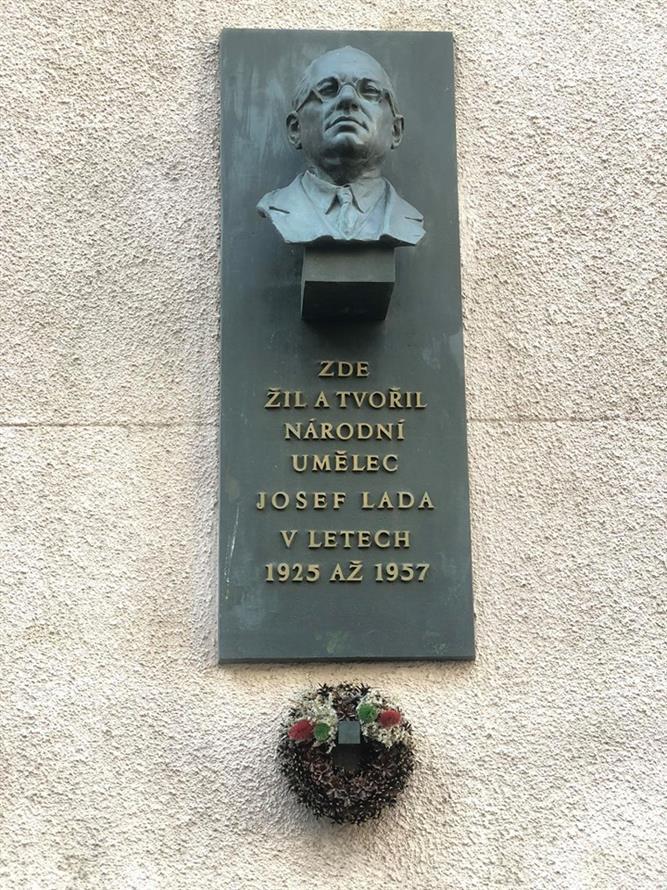 ZDE
ŽIL A TVOŘIL
NÁRODNÍ
UMĚLEC
JOSEF LADA
V LETECH
1925 AŽ 1957